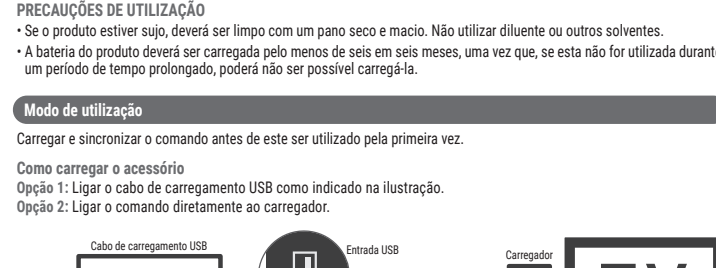 PRECAUÇÕES DE UTILIZAÇÃO
• Se o produto estiver sujo, deverá ser limpo com um pano seco e macio. Não utilizar diluente ou outros solventes.
• A bateria do produto deverá ser carregada pelo menos de seis em seis meses, uma vez que, se esta não for utilizada durante
um período de tempo prolongado, poderá não ser possível carregá-la.
Modo de utilização
Carregar e sincronizar o comando antes de este ser utilizado pela primeira vez.
Como carregar o acessório
Opção 1: Ligar o cabo de carregamento USB como indicado na ilustração.
Opção 2: Ligar o comando diretamente ao carregador.
Cabo de carregamento USB
Entrada USB
Carregador